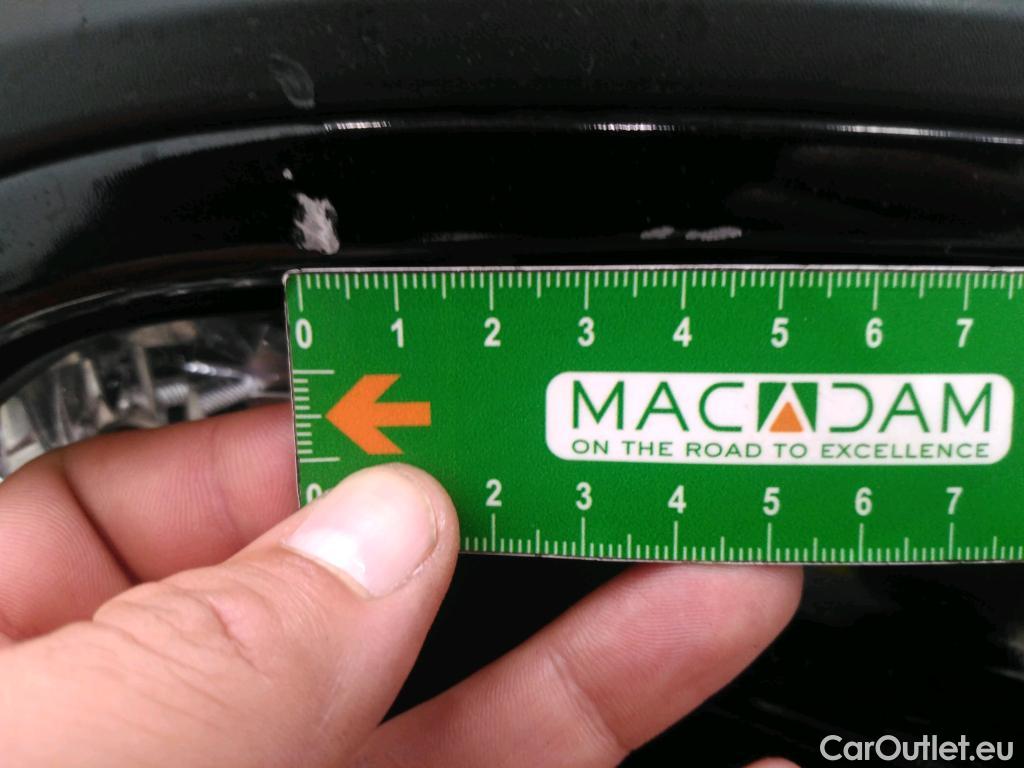 0 1 2 3 4 5 6 7
MACADAM
ON THE ROAD TO EXCELLENCE
0 2 3 4 5 6 7
CarOutlet.eu